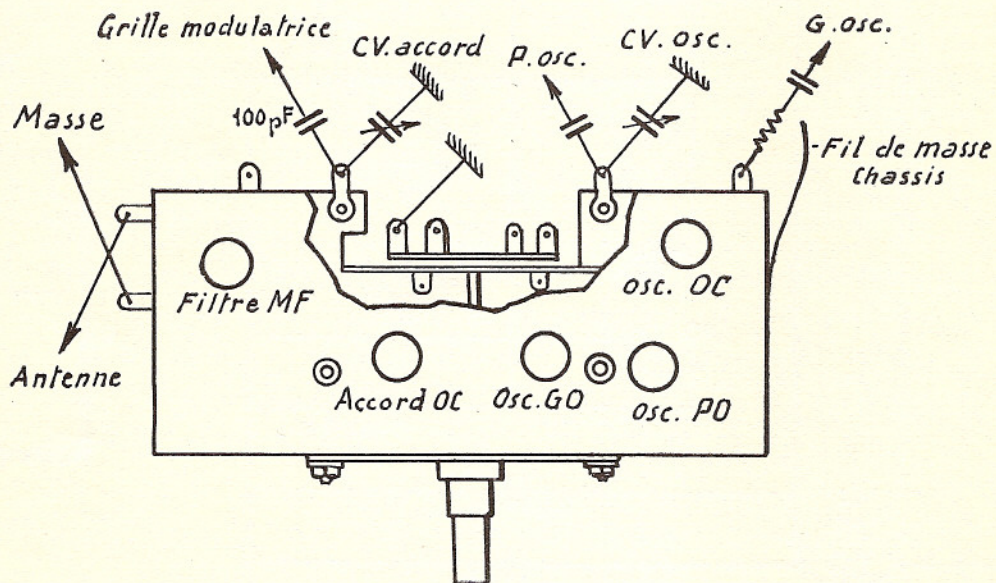 Grille modulatrice
CV. accord
P. osc.
CV. osc.
G. osc.
100pF
Masse
Fil de masse
chassis
Filtre MF
osc. OC
Antenne
Accord OC
Osc. GO
osc. PO